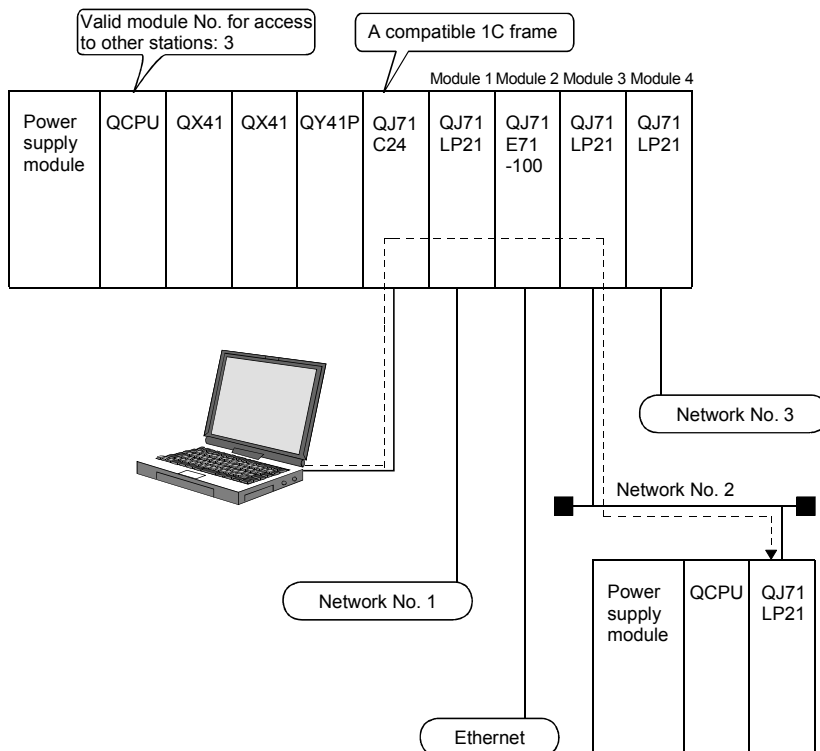 Valid module No. for access
to other stations: 3
A compatible 1C frame
Module 1 Module 2 Module 3 Module 4
Power
supply
module
QCPU
QX41
QX41
QY41P
QJ71
C24
QJ71
LP21
QJ71
E71
-100
QJ71
LP21
QJ71
LP21
Network No. 3
Network No. 2
Network No. 1
Power
supply
module
QCPU
QJ71
LP21
Ethernet